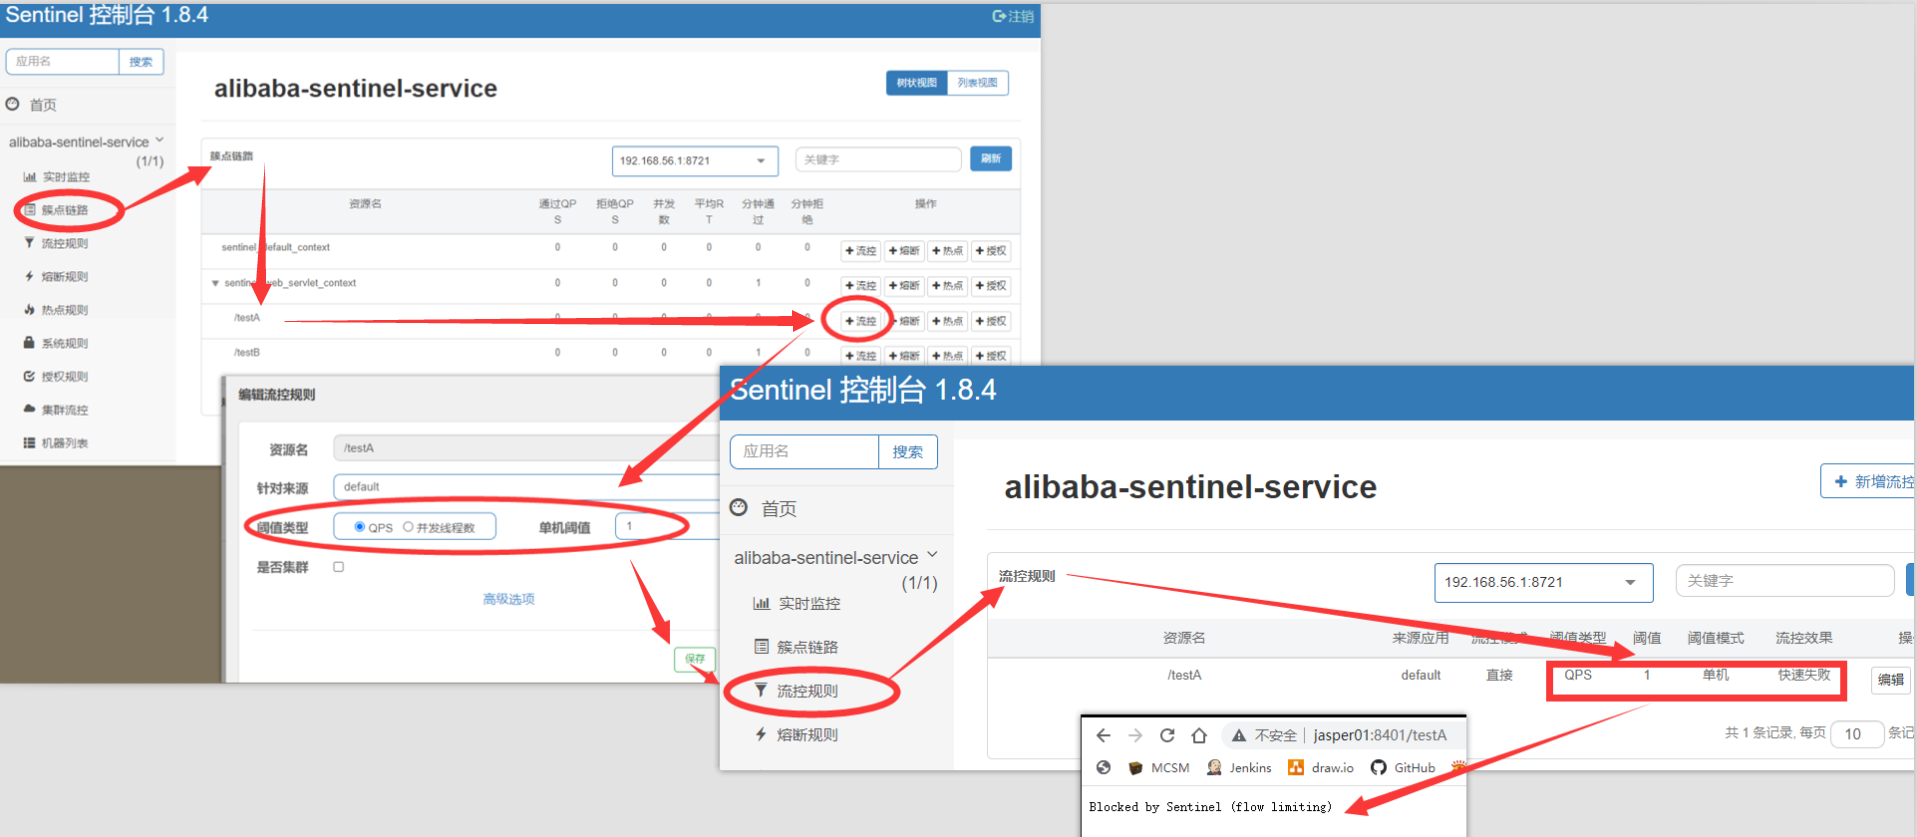 Sentinel 控制台 1.8.4
注销
应用名
搜索
首页
alibaba-sentinel-service
(1/1)
实时监控
簇点链路
流控规则
熔断规则
热点规则
系统规则
授权规则
集群流控
机器列表
alibaba-sentinel-service
树状视图
列表视图
簇点链路
192.168.56.1:8721
关键字
刷新
资源名 通过QPS 拒绝QPS 并发数 平均RT 分钟通过 分钟拒绝 操作
sentinel_default_context 0 0 0 0 0 0 +流控 +熔断 +热点 +授权
web_servlet_context 0 0 0 0 1 0 +流控 +熔断 +热点 +授权
/testA +流控 熔断 +热点 +授权
/testB 0 0 0 0 1 0 +流控 +熔断 +热点 +授权
编辑流控规则
资源名 /testA
针对来源 default
阈值类型 QPS 并发线程数 单机阈值 1
是否集群
高级选项
保存
Sentinel 控制台 1.8.4
应用名
搜索
首页
alibaba-sentinel-service
(1/1)
实时监控
簇点链路
流控规则
熔断规则
alibaba-sentinel-service
+ 新增流控
流控规则
192.168.56.1:8721
关键字
资源名 来源应用 流控模式 阈值类型 阈值 阈值模式 流控效果 操
/testA default 直接 QPS 1 单机 快速失败 编辑
共 1 条记录, 每页 10 条记
不安全 jasper01:8401/testA
MCSM Jenkins draw.io GitHub
Blocked by Sentinel (flow limiting)